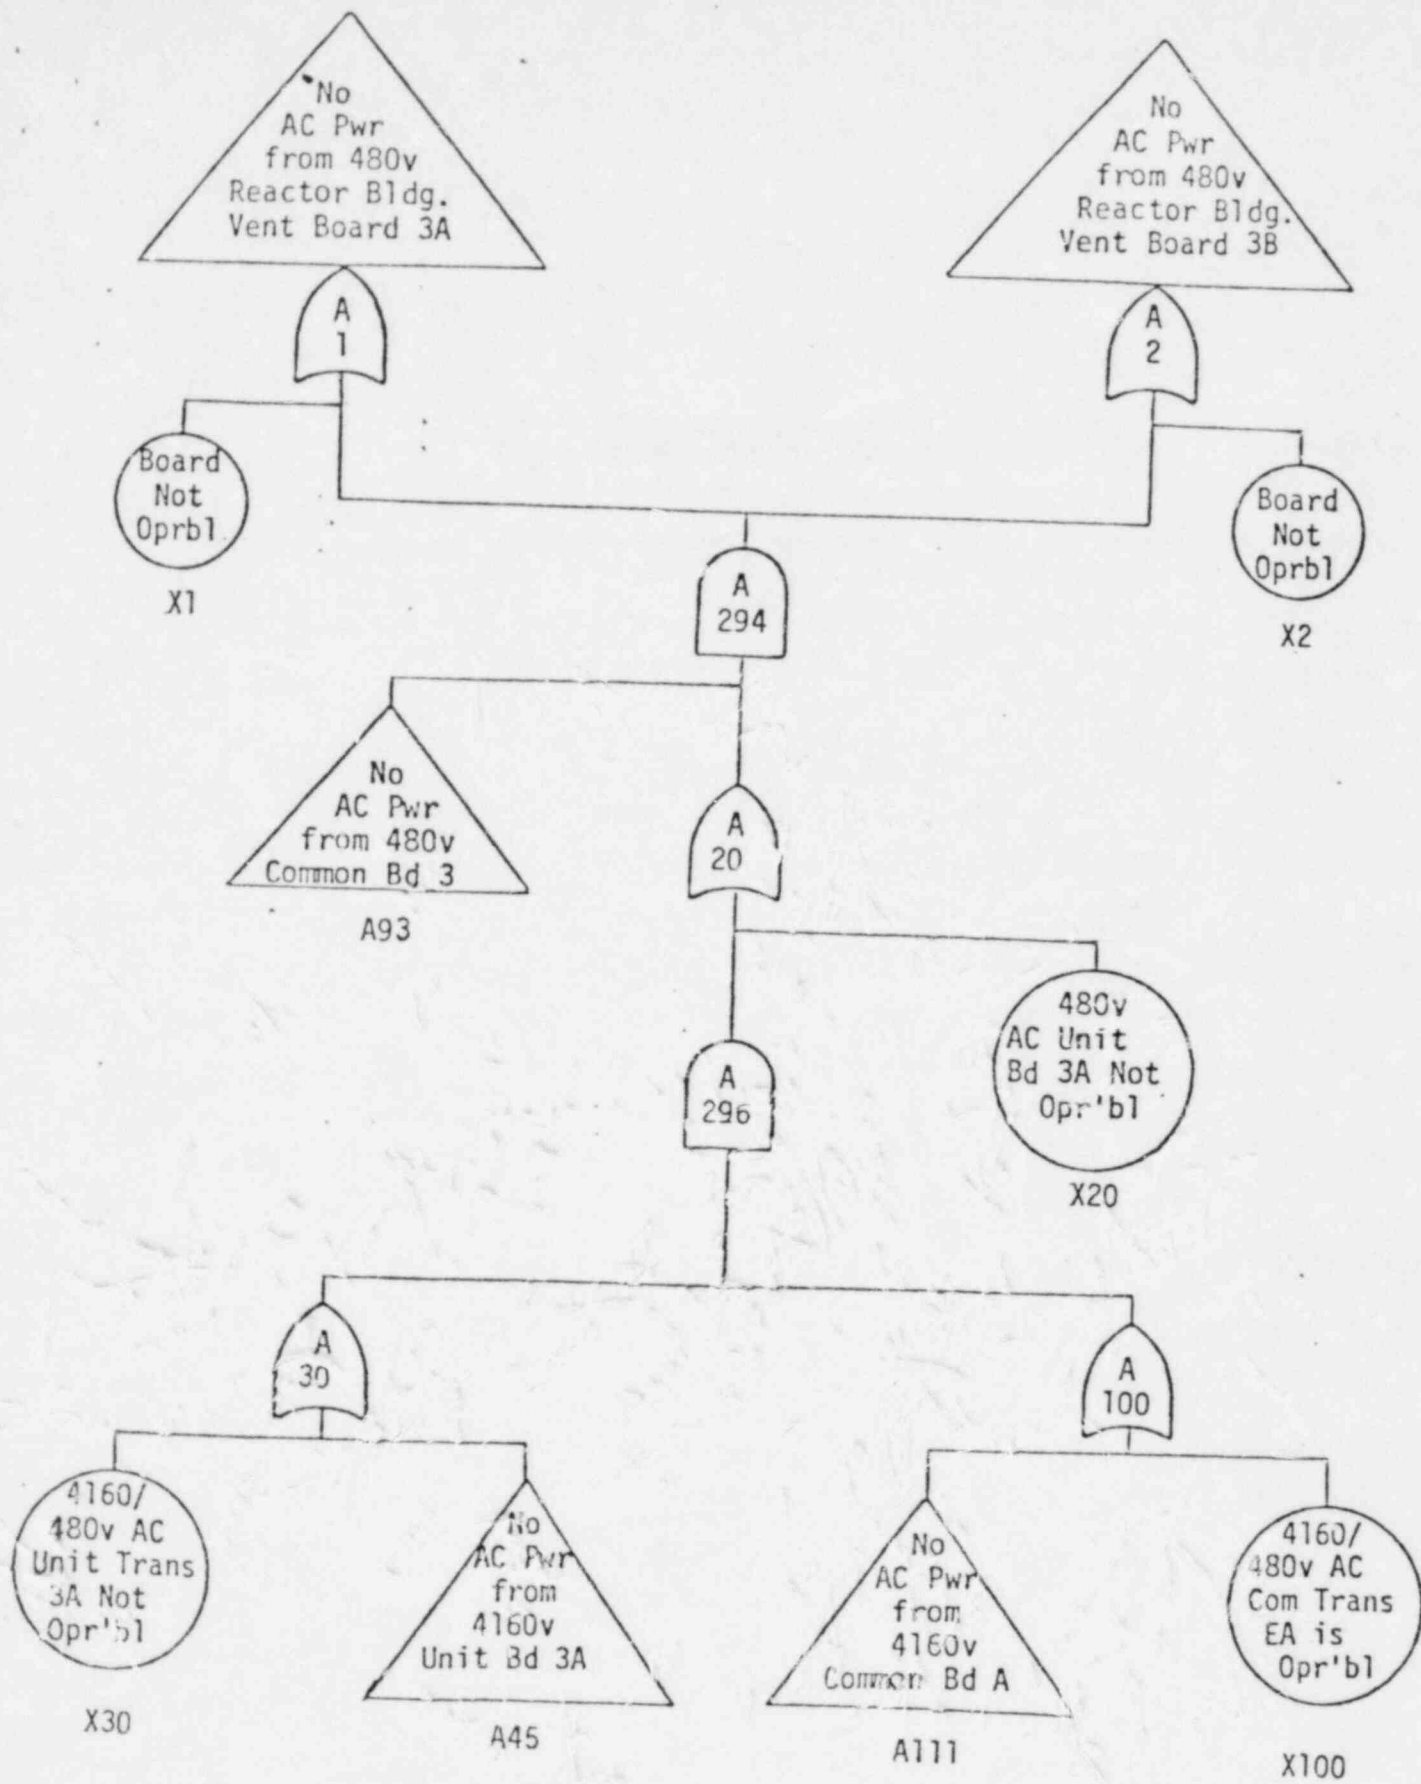 No
AC Pwr
from 480v
Reactor Bldg.
Vent Board 3A
No
AC Pwr
from 480v
Reactor Bldg.
Vent Board 3B
A
1
A
2
Board
Not
Oprbl
X1
Board
Not
Oprbl
X2
A
294
No
AC Pwr
from 480v
Common Bd 3
A93
A
20
480v
AC Unit
Bd 3A Not
Opr'bl
X20
A
296
A
30
A
100
4160/
480v AC
Unit Trans
3A Not
Opr'bl
X30
No
AC Pwr
from
4160v
Unit Bd 3A
A45
No
AC Pwr
from
4160v
Common Bd A
A111
4160/
480v AC
Com Trans
EA is
Opr'bl
X100